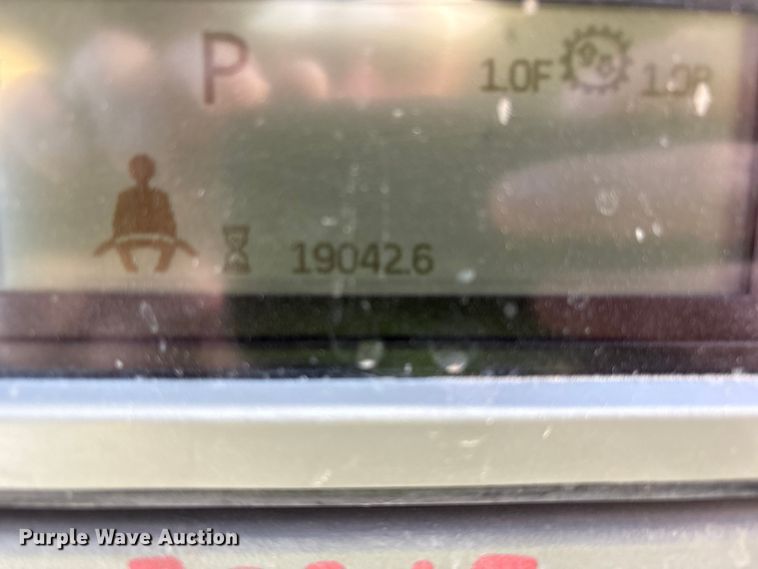 P
1.0F 1.0R
19042.6
Purple Wave Auction